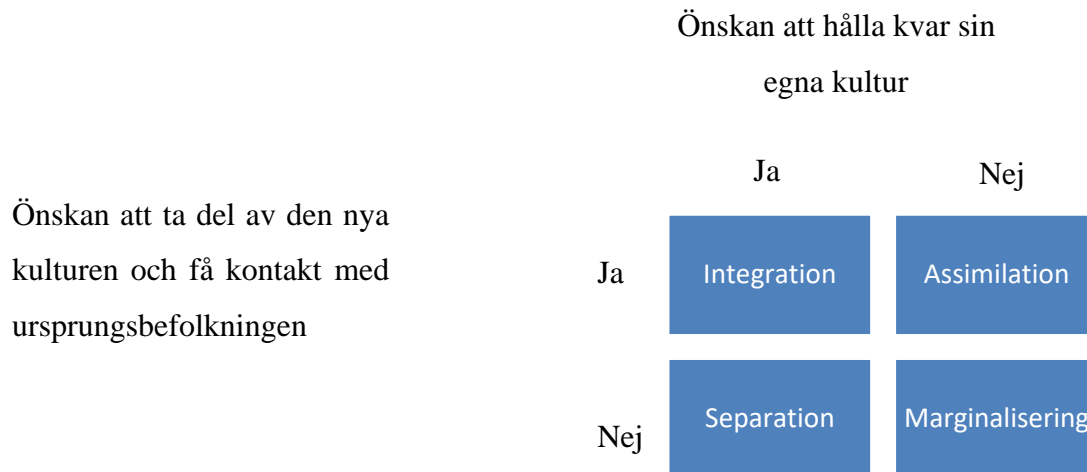 Önskan att hålla kvar sin
egna kultur
Ja
Nej
Önskan att ta del av den nya
kulturen och få kontakt med
ursprungsbefolkningen
Ja
Integration
Assimilation
Nej
Separation
Marginalisering